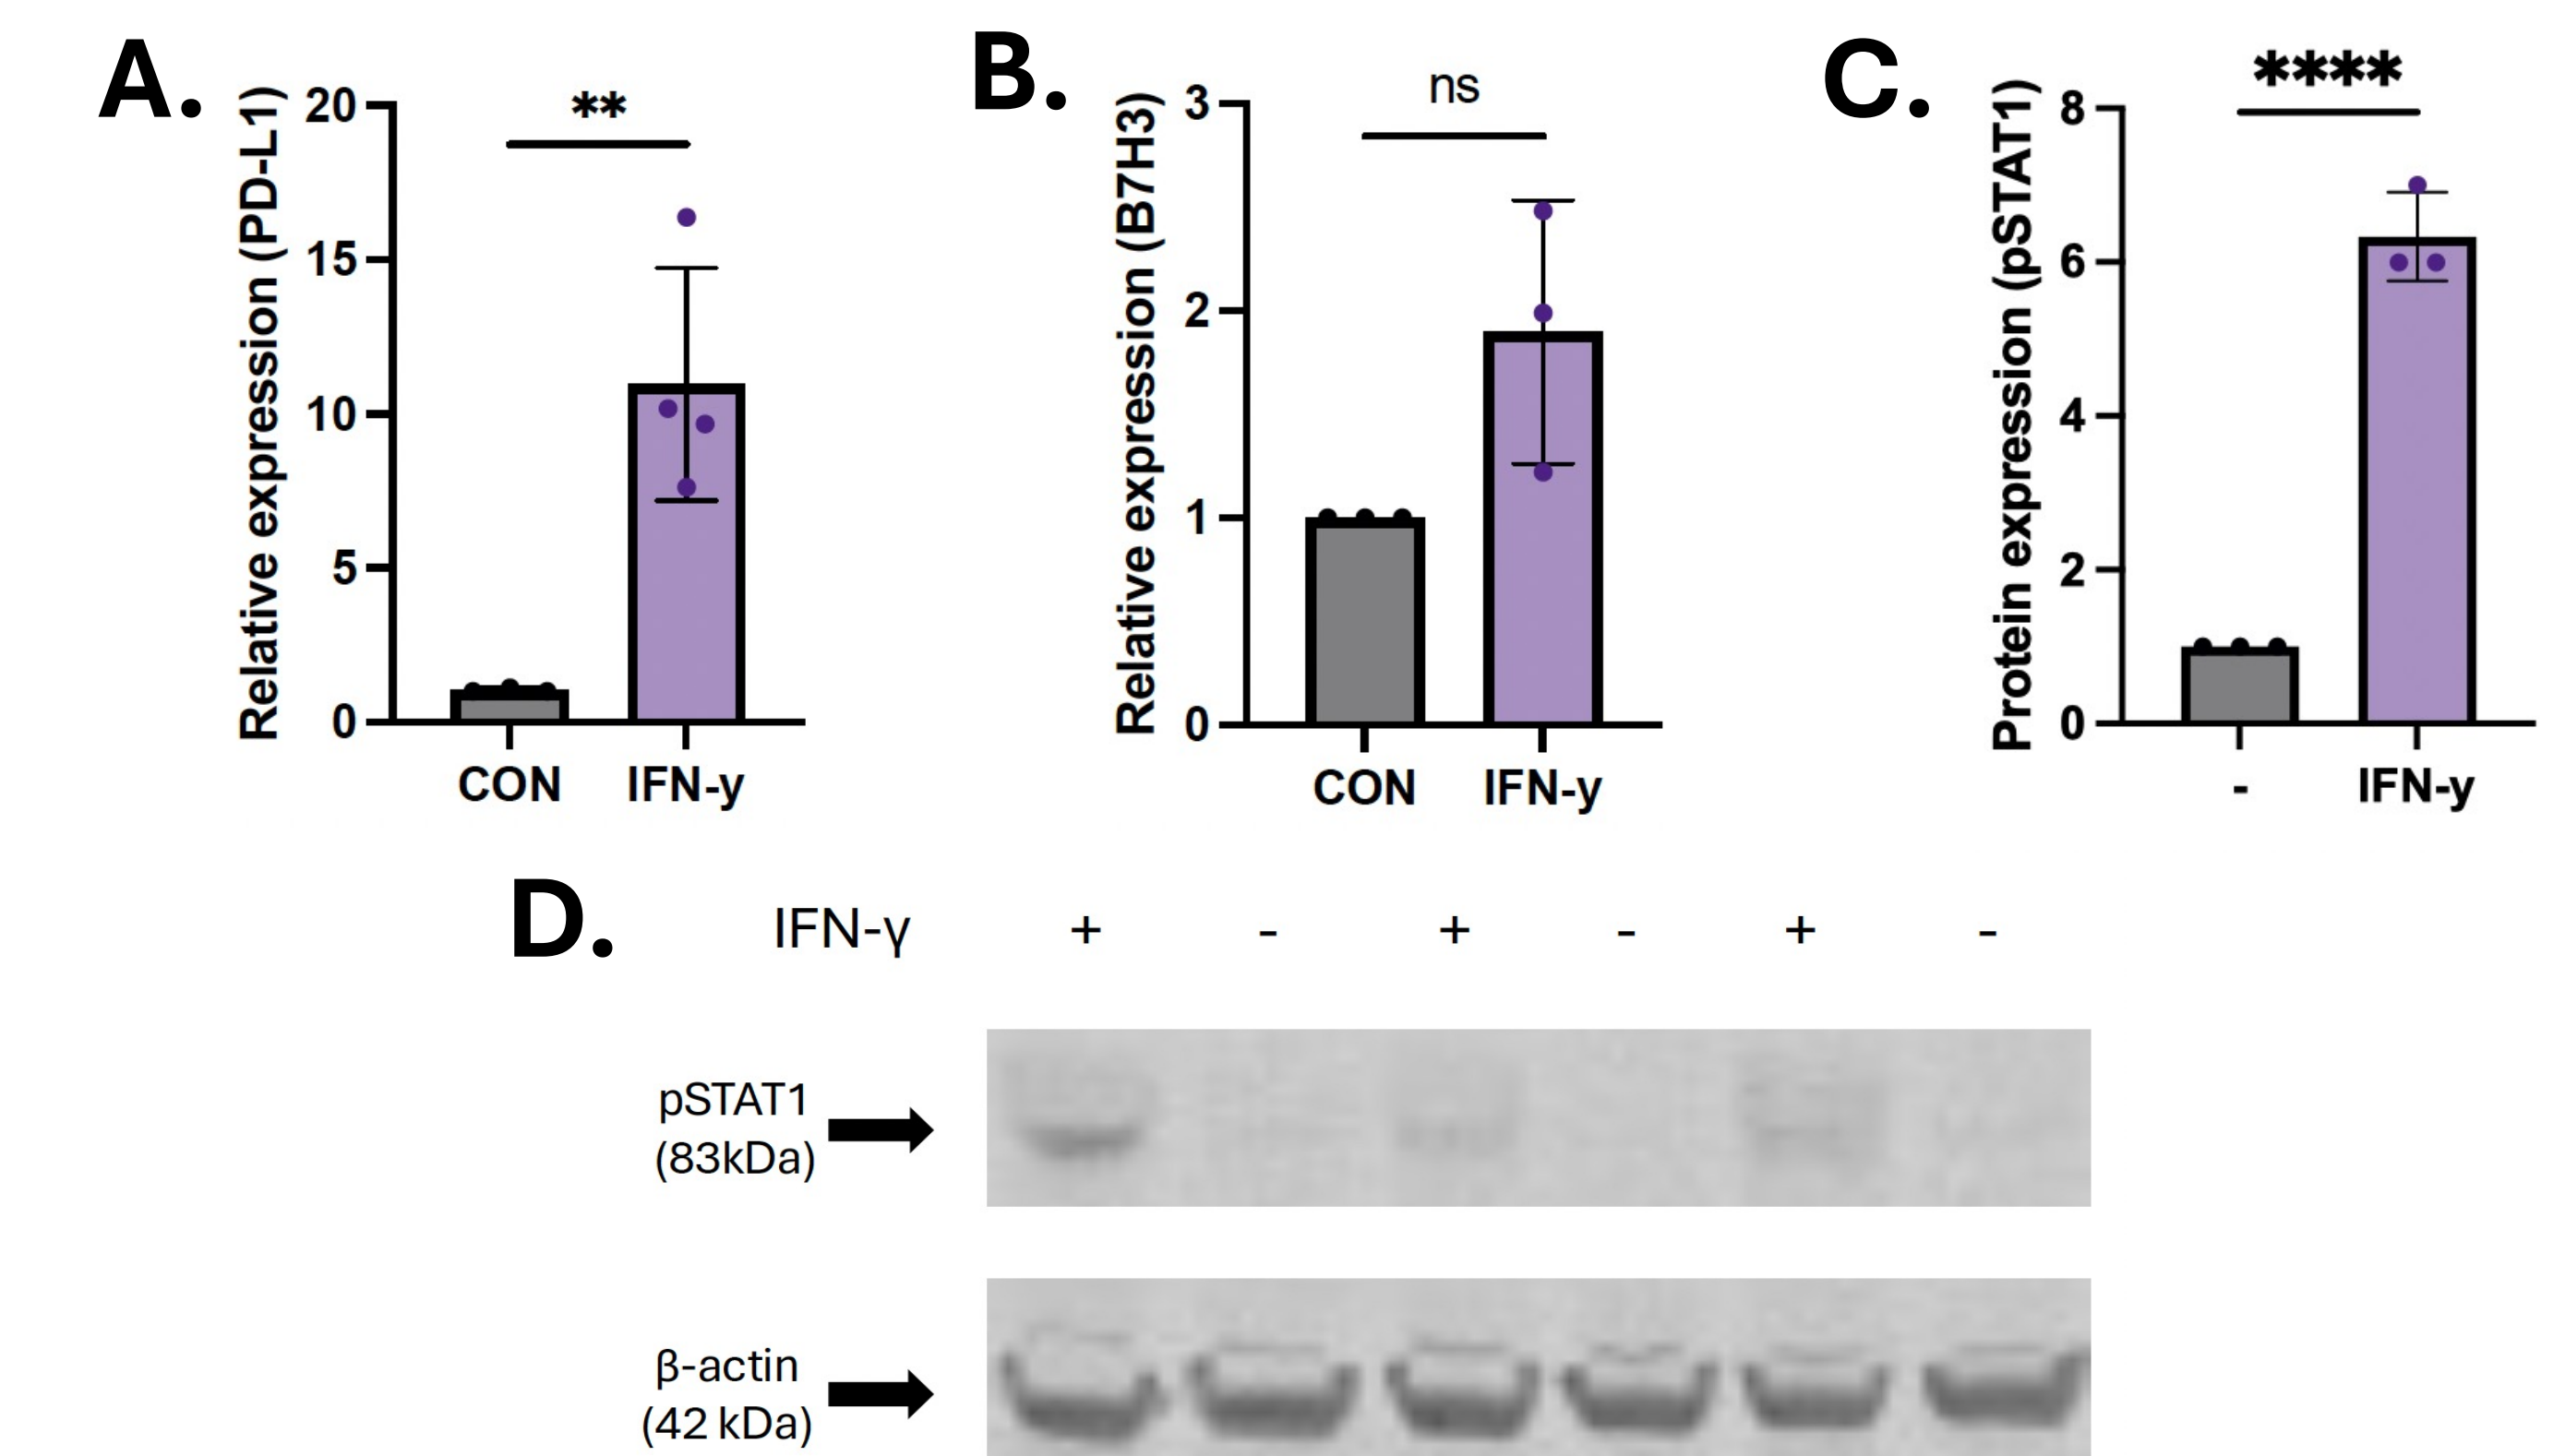 A.
Relative expression (PD-L1)
20
15
10
5
0
**
CON IFN-y
B.
Relative expression (B7H3)
3
2
1
0
ns
CON IFN-y
C.
Protein expression (pSTAT1)
8
6
4
2
0
****
- IFN-y
D.
IFN-γ + - + - + -
pSTAT1
(83kDa)
β-actin
(42 kDa)